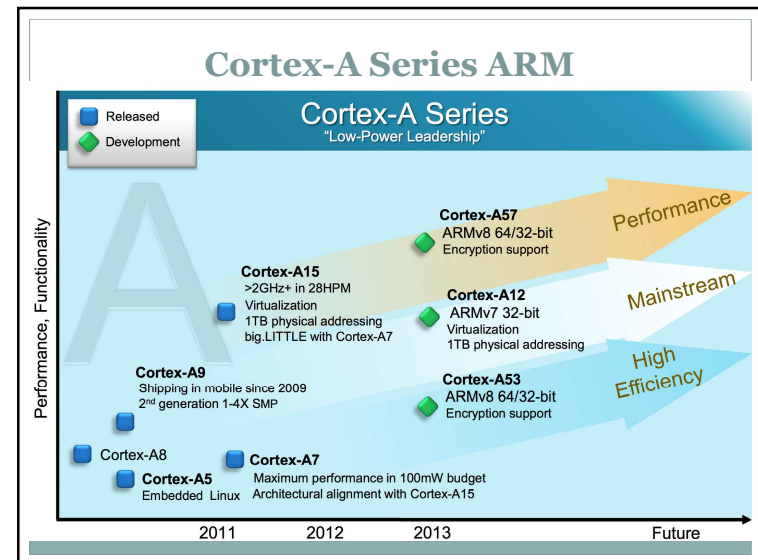 Cortex-A Series ARM
Released
Development
Cortex-A Series
"Low-Power Leadership"
A
Performance, Functionality
Performance
Cortex-A57
ARMv8 64/32-bit
Encryption support
Cortex-A15
>2GHz+ in 28HPM
Virtualization
1TB physical addressing
big.LITTLE with Cortex-A7
Mainstream
Cortex-A12
ARMv7 32-bit
Virtualization
1TB physical addressing
High
Efficiency
Cortex-A9
Shipping in mobile since 2009
2nd generation 1-4X SMP
Cortex-A53
ARMv8 64/32-bit
Encryption support
Cortex-A8
Cortex-A5
Embedded Linux
Cortex-A7
Maximum performance in 100mW budget
Architectural alignment with Cortex-A15
2011
2012
2013
Future